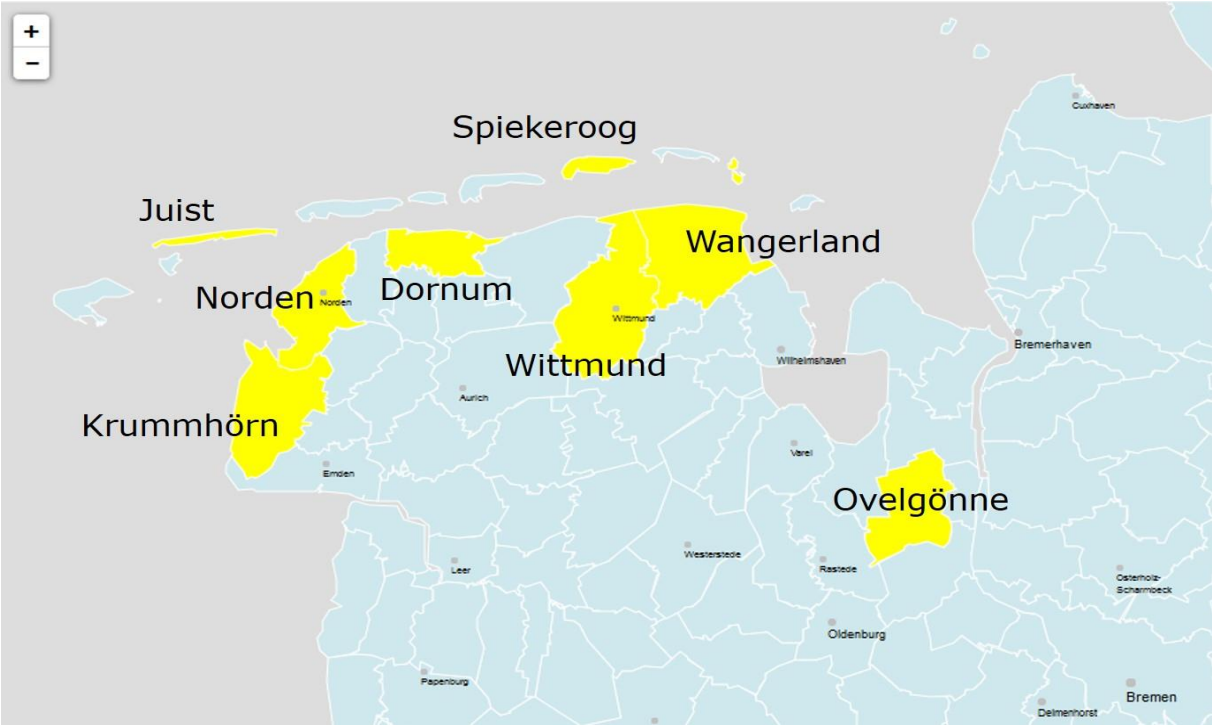 +
−
Cuxhaven
Spiekeroog
Juist
Wangerland
Norden
Norden
Dornum
Wittmund
Wittmund
Bremerhaven
Wilhelmshaven
Aurich
Krummhörn
Varel
Emden
Ovelgönne
Westerstede
Rastede
Leer
Osterholz-
Scharmbeck
Oldenburg
Papenburg
Bremen
Delmenhorst